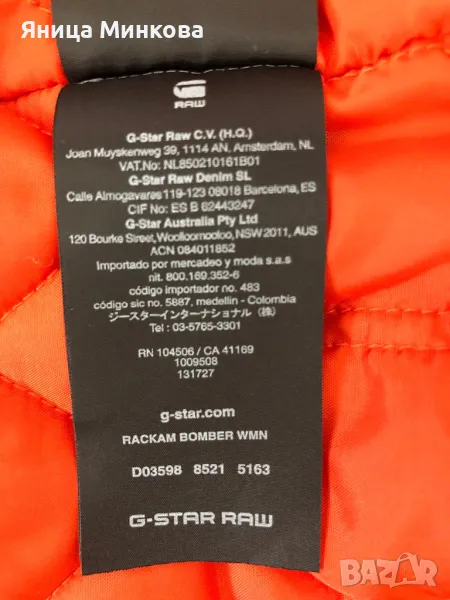 Яница Минкова
RAW
G-Star Raw C.V. (H.Q.)
Joan Muyskenweg 39, 1114 AN, Amsterdam, NL
VAT.No: NL850210161B01
G-Star Raw Denim SL
Calle Almogavares 119-123 08018 Barcelona, ES
CIF No: ES B 62443247
G-Star Australia Pty Ltd
120 Bourke Street, Woolloomooloo, NSW 2011, AUS
ACN 084011852
Importado por mercadeo y moda s.a.s
nit. 800.169.352-6
código importador no. 483
código sic no. 5887, medellin - Colombia
ジースターインターナショナル (株)
Tel : 03-5765-3301
RN 104506 / CA 41169
1009508
131727
g-star.com
RACKAM BOMBER WMN
D03598 8521 5163
G-STAR RAW
BAZAR